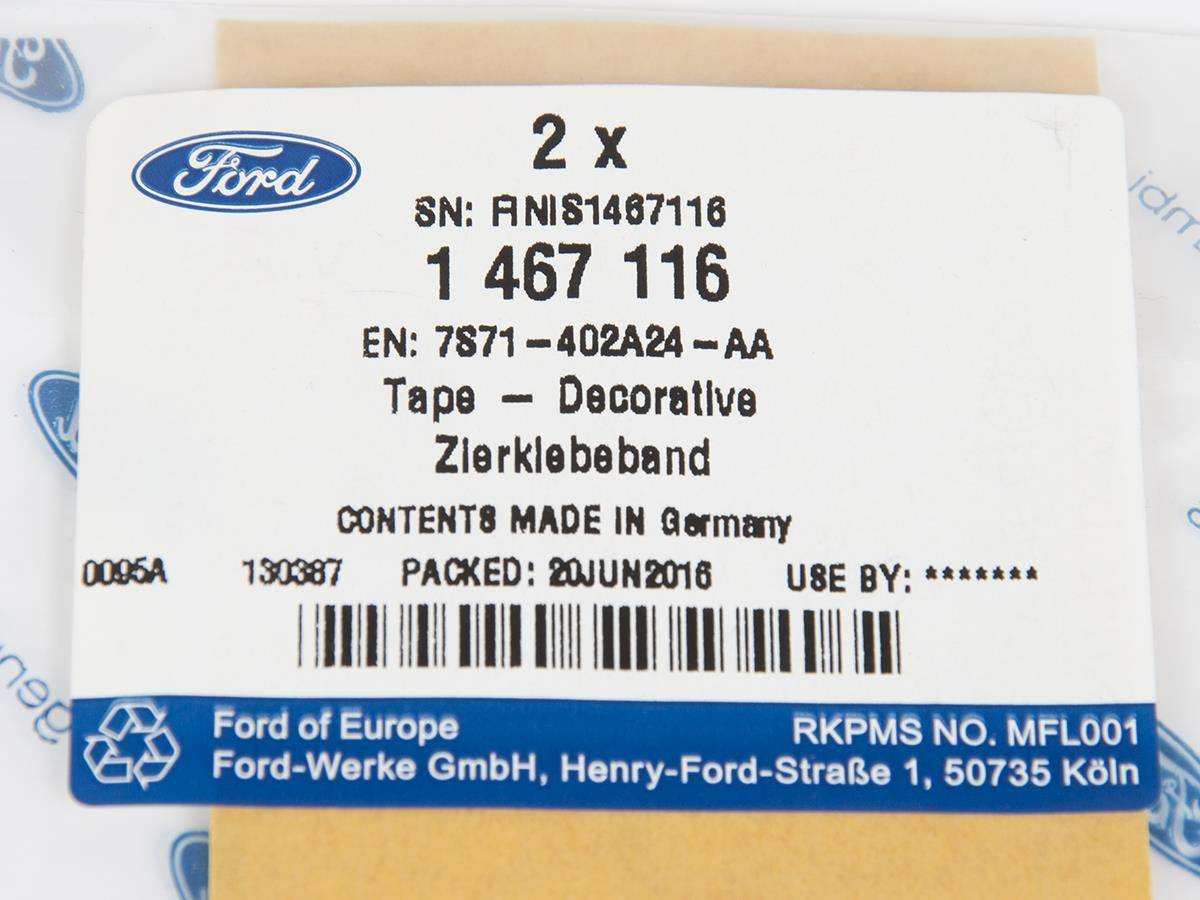 Ford
2 x
SN: FINIS1467116
1 467 116
EN: 7S71-402A24-AA
Tape - Decorative
Zierklebeband
CONTENTS MADE IN Germany
0095A 130387 PACKED: 20JUN2016 USE BY: *******
Ford of Europe RKPMS NO. MFL001
Ford-Werke GmbH, Henry-Ford-Straße 1, 50735 Köln